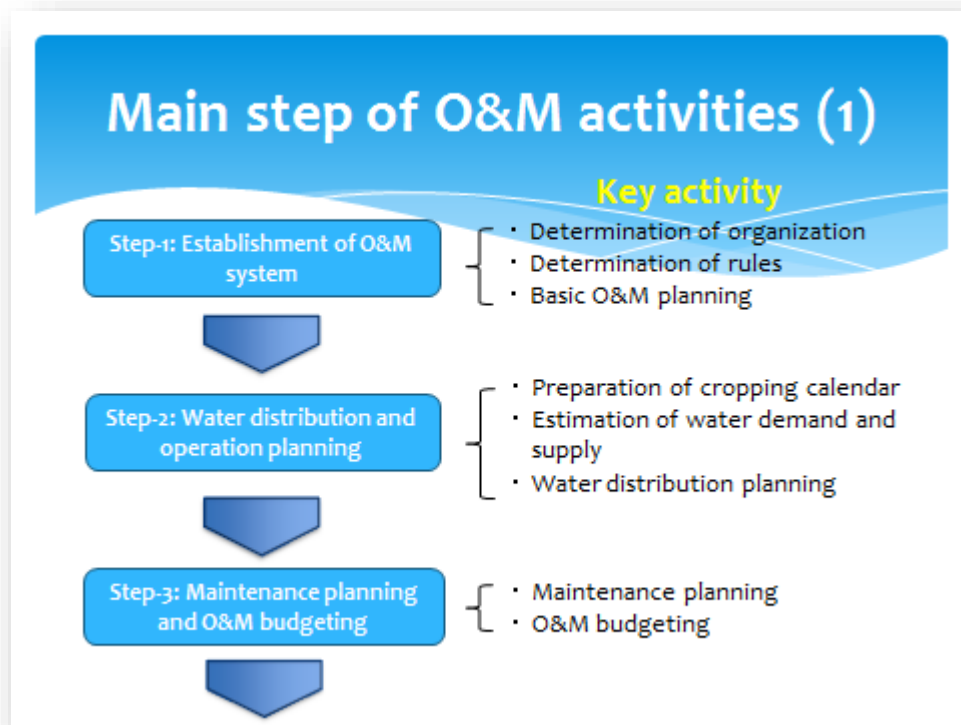 Main step of O&M activities (1)
Key activity
Step-1: Establishment of O&M
system
・ Determination of organization
・ Determination of rules
・ Basic O&M planning
Step-2: Water distribution and
operation planning
・ Preparation of cropping calendar
・ Estimation of water demand and
supply
・ Water distribution planning
Step-3: Maintenance planning
and O&M budgeting
・ Maintenance planning
・ O&M budgeting